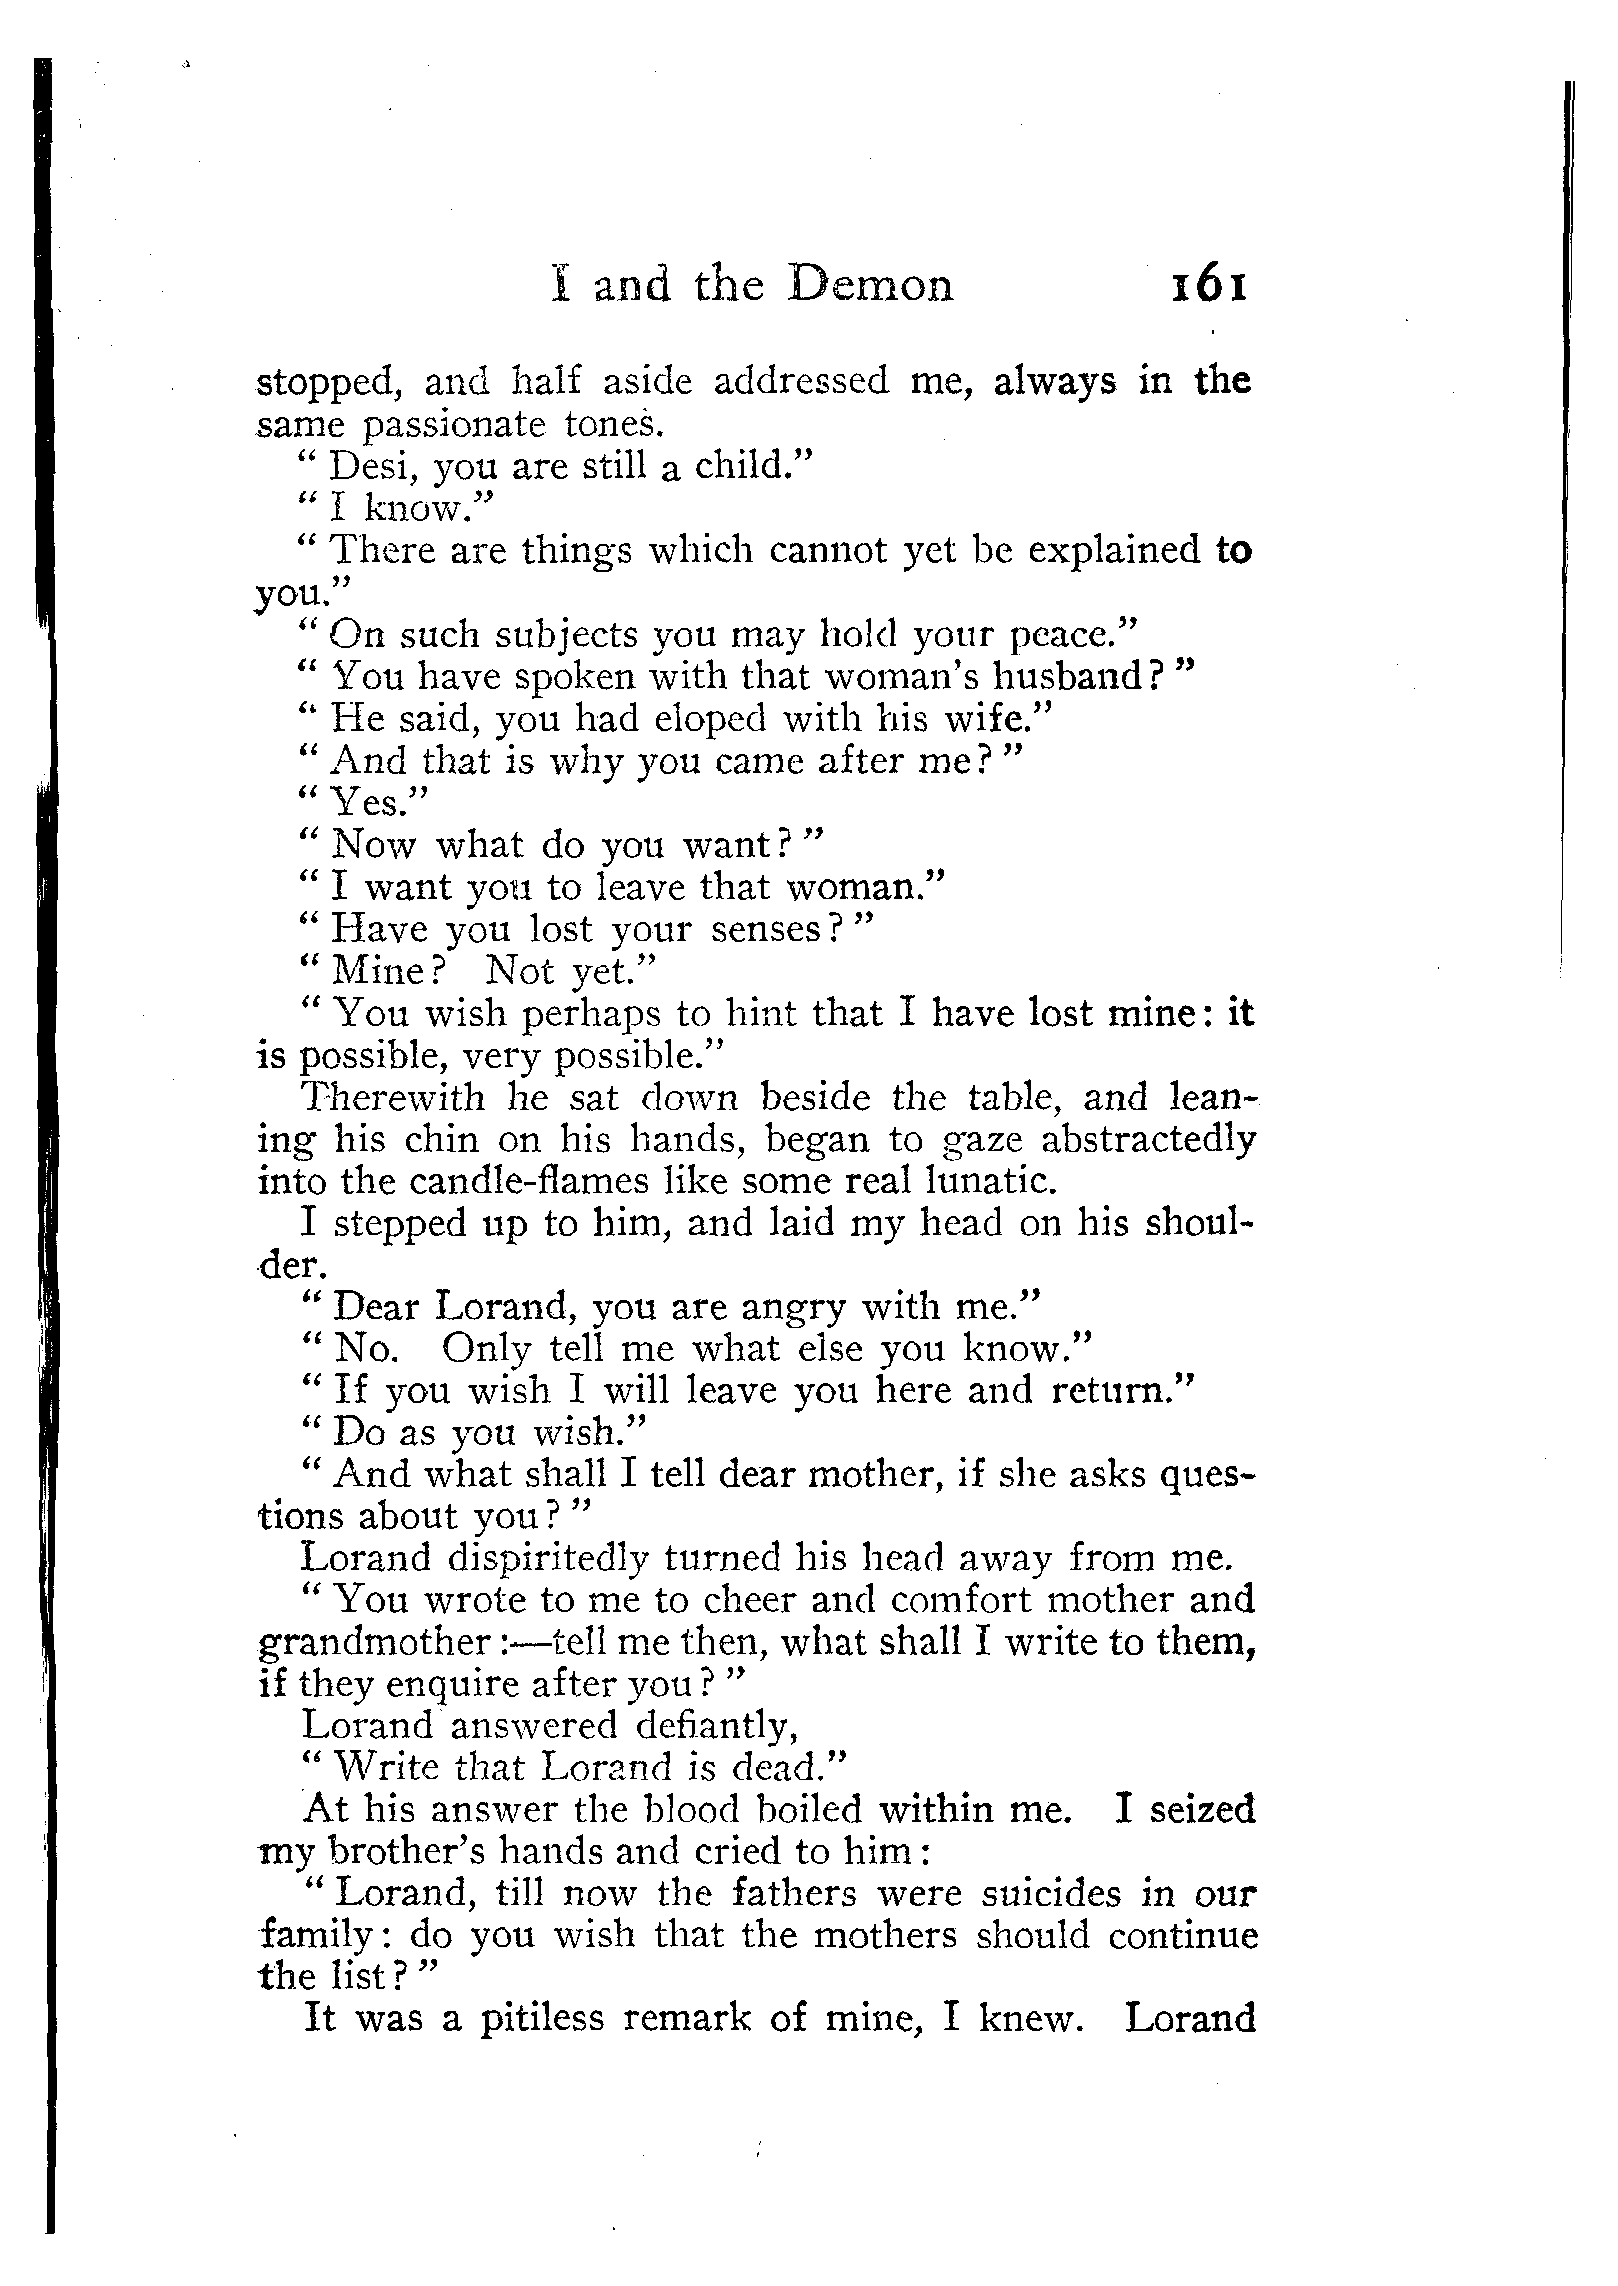 I and the Demon 161
stopped, and half aside addressed me, always in the
same passionate tones.
“ Desi, you are still a child.”
“ I know.”
“ There are things which cannot yet be explained to
you.”
“ On such subjects you may hold your peace.”
“ You have spoken with that woman’s husband? ”
“ He said, you had eloped with his wife.”
“ And that is why you came after me? ”
“ Yes.”
“ Now what do you want? ”
“ I want you to leave that woman.”
“ Have you lost your senses? ”
“ Mine? Not yet.”
“ You wish perhaps to hint that I have lost mine: it
is possible, very possible.”
Therewith he sat down beside the table, and lean-
ing his chin on his hands, began to gaze abstractedly
into the candle-flames like some real lunatic.
I stepped up to him, and laid my head on his shoul-
der.
“ Dear Lorand, you are angry with me.”
“ No. Only tell me what else you know.”
“ If you wish I will leave you here and return.”
“ Do as you wish.”
“ And what shall I tell dear mother, if she asks ques-
tions about you? ”
Lorand dispiritedly turned his head away from me.
“ You wrote to me to cheer and comfort mother and
grandmother :—tell me then, what shall I write to them,
if they enquire after you? ”
Lorand answered defiantly,
“ Write that Lorand is dead.”
At his answer the blood boiled within me. I seized
my brother’s hands and cried to him :
“ Lorand, till now the fathers were suicides in our
family : do you wish that the mothers should continue
the list? ”
It was a pitiless remark of mine, I knew. Lorand